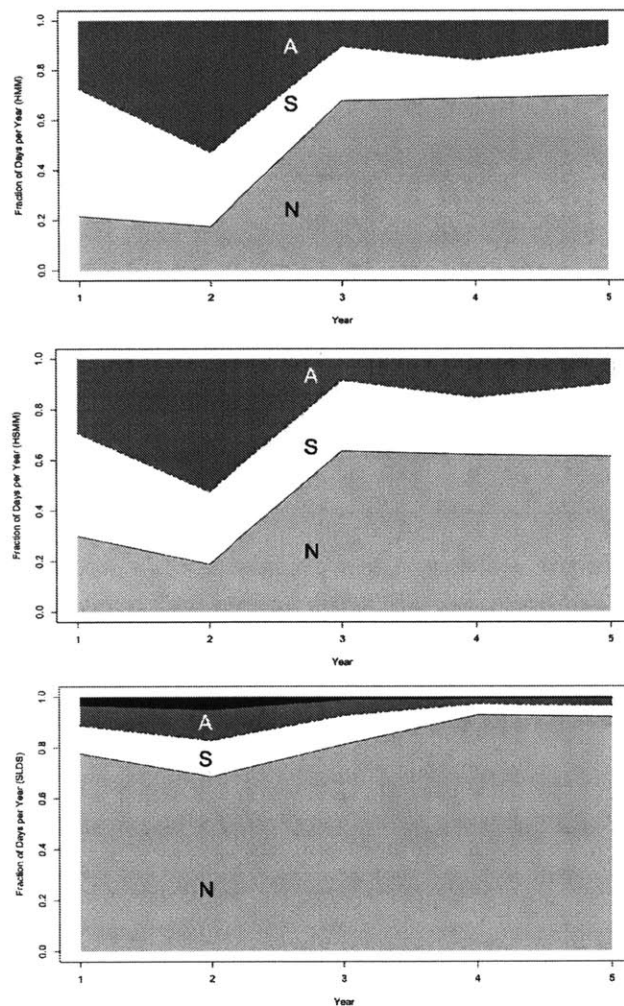 Fraction of Days per Year (HMM)
1.0
0.8
0.6
0.4
0.2
0.0
A
S
N
1 2 3 4 5
Year
Fraction of Days per Year (HSMM)
1.0
0.8
0.6
0.4
0.2
0.0
A
S
N
1 2 3 4 5
Year
Fraction of Days per Year (SLDS)
1.0
0.8
0.6
0.4
0.2
0.0
A
S
N
1 2 3 4 5
Year